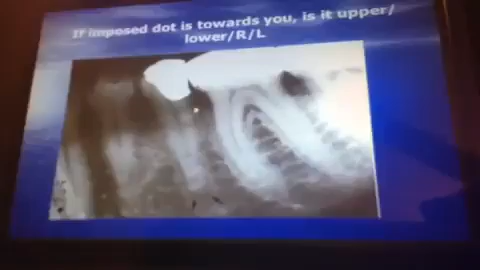 If imposed dot is towards you, is it upper/
lower/R/L